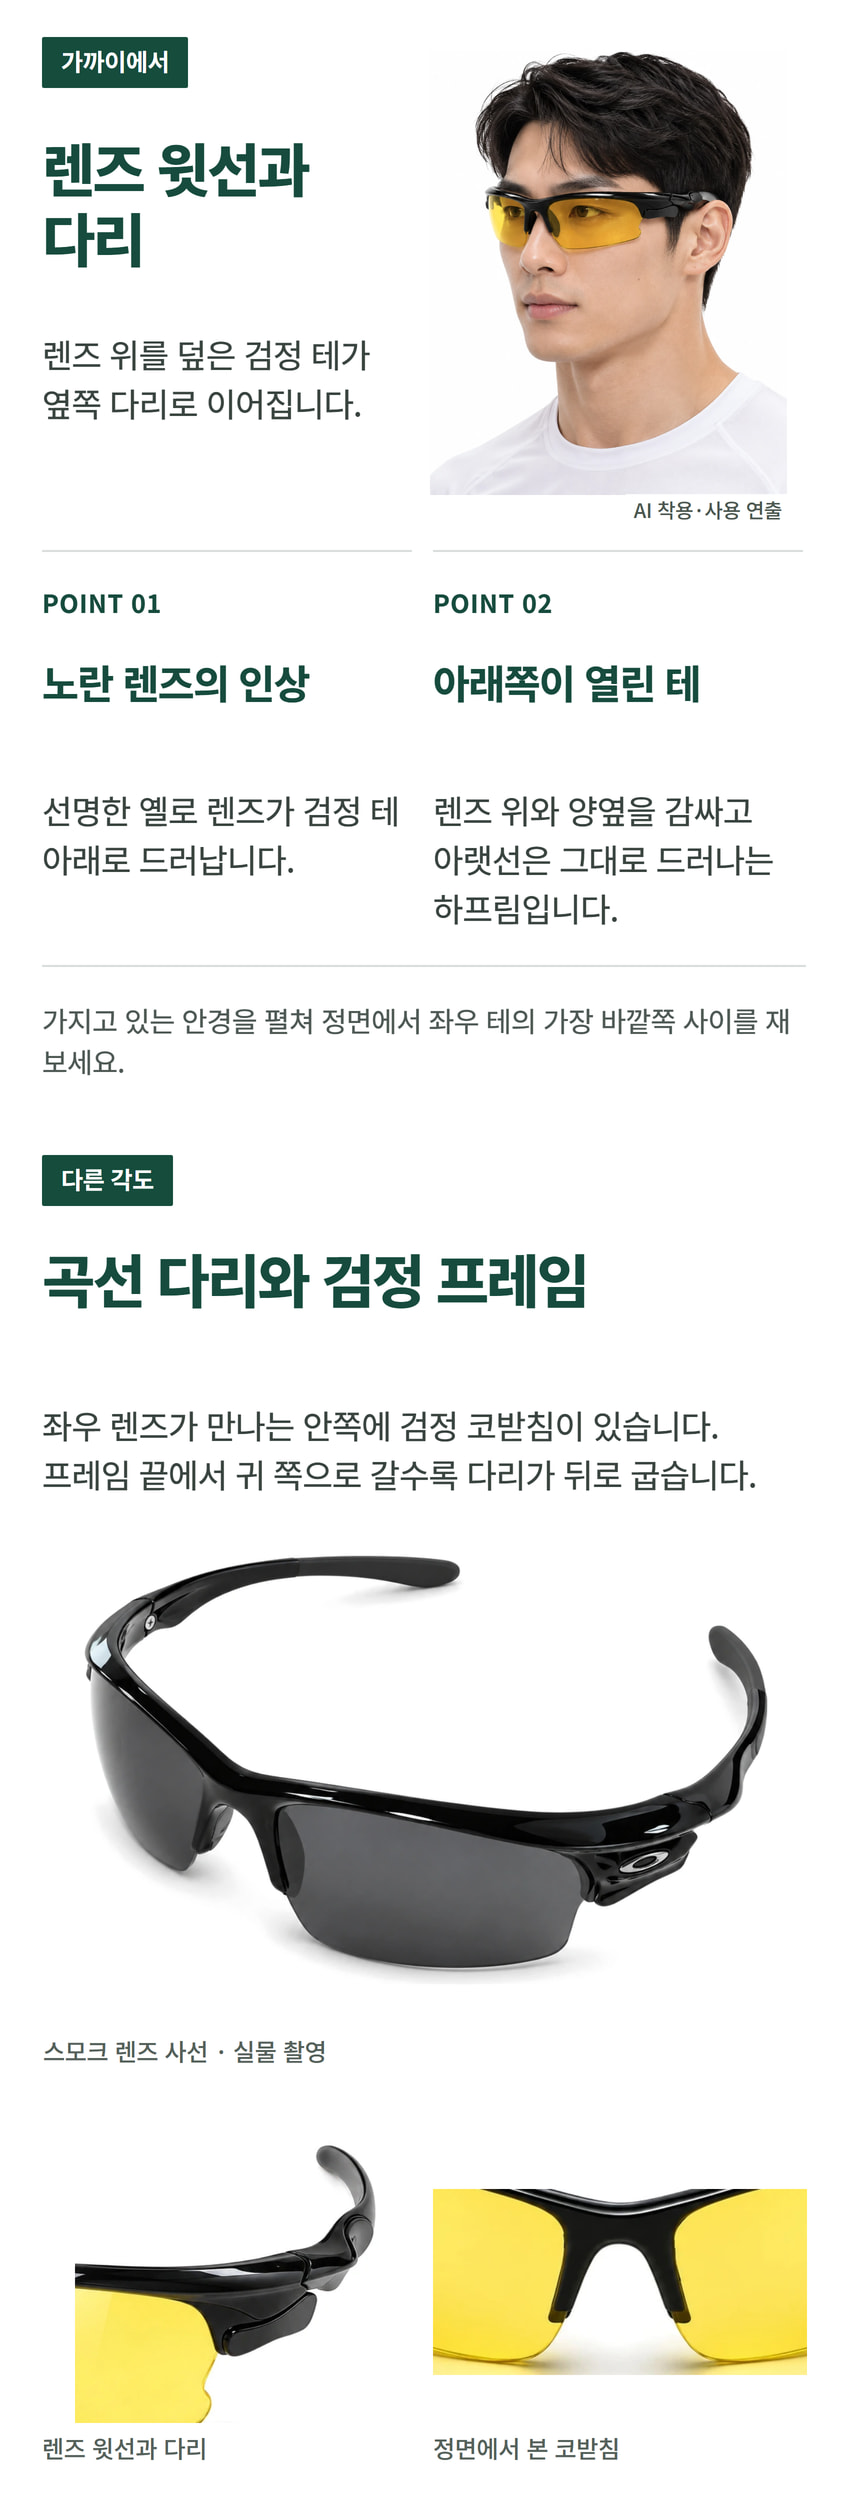 가까이에서
렌즈 윗선과
다리
렌즈 위를 덮은 검정 테가
옆쪽 다리로 이어집니다.
AI 착용·사용 연출
POINT 01
노란 렌즈의 인상
선명한 옐로 렌즈가 검정 테
아래로 드러납니다.
POINT 02
아래쪽이 열린 테
렌즈 위와 양옆을 감싸고
아랫선은 그대로 드러나는
하프림입니다.
가지고 있는 안경을 펼쳐 정면에서 좌우 테의 가장 바깥쪽 사이를 재
보세요.
다른 각도
곡선 다리와 검정 프레임
좌우 렌즈가 만나는 안쪽에 검정 코받침이 있습니다.
프레임 끝에서 귀 쪽으로 갈수록 다리가 뒤로 굽습니다.
스모크 렌즈 사선 · 실물 촬영
렌즈 윗선과 다리
정면에서 본 코받침